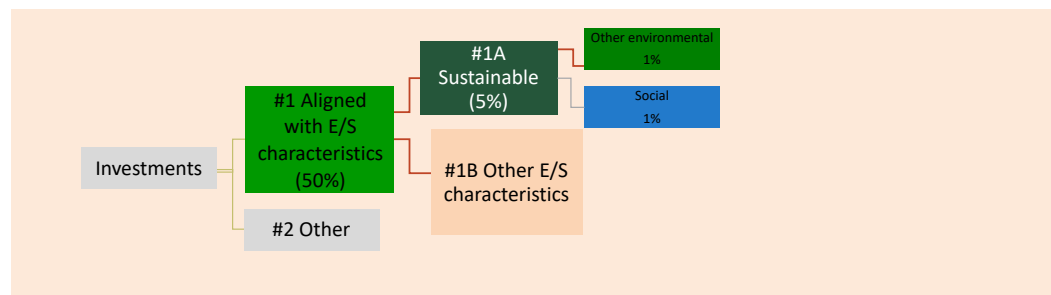 Investments
#1 Aligned
with E/S
characteristics
(50%)
#2 Other
#1A
Sustainable
(5%)
#1B Other E/S
characteristics
Other environmental
1%
Social
1%